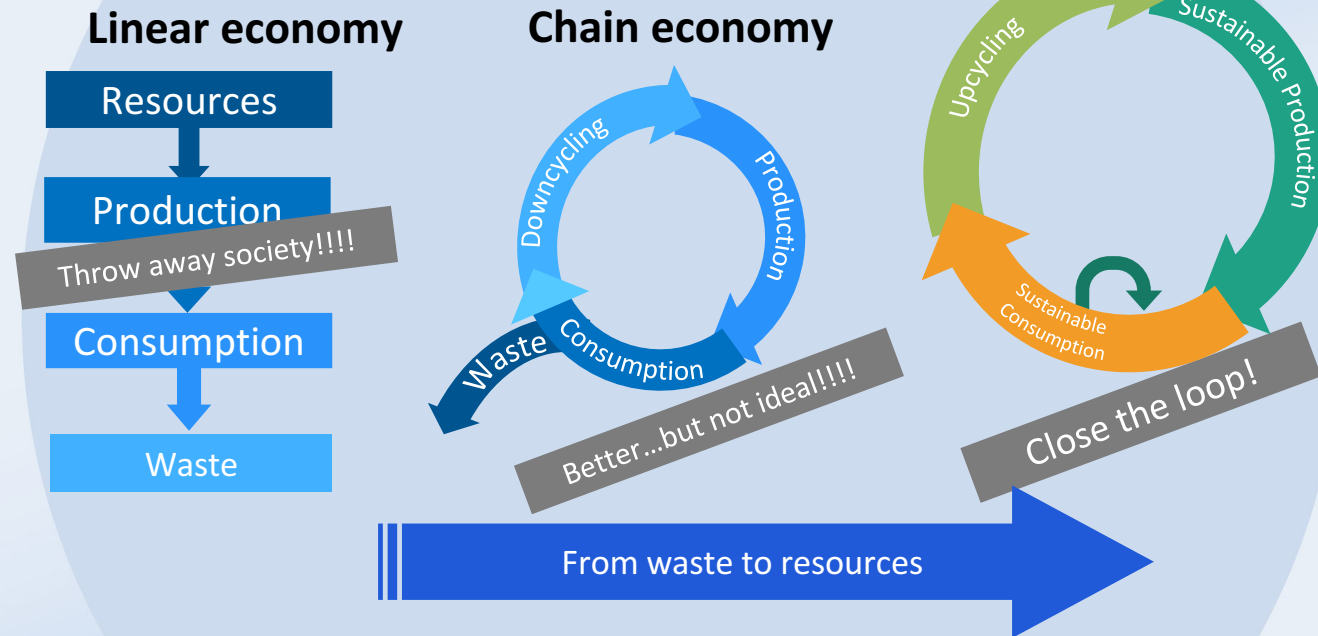 Linear economy
Resources
Production
Throw away society!!!!
Consumption
Waste
Chain economy
Downcycling
Production
Consumption
Waste
Better...but not ideal!!!!
Upcycling
Sustainable Production
Sustainable
Consumption
Close the loop!
From waste to resources